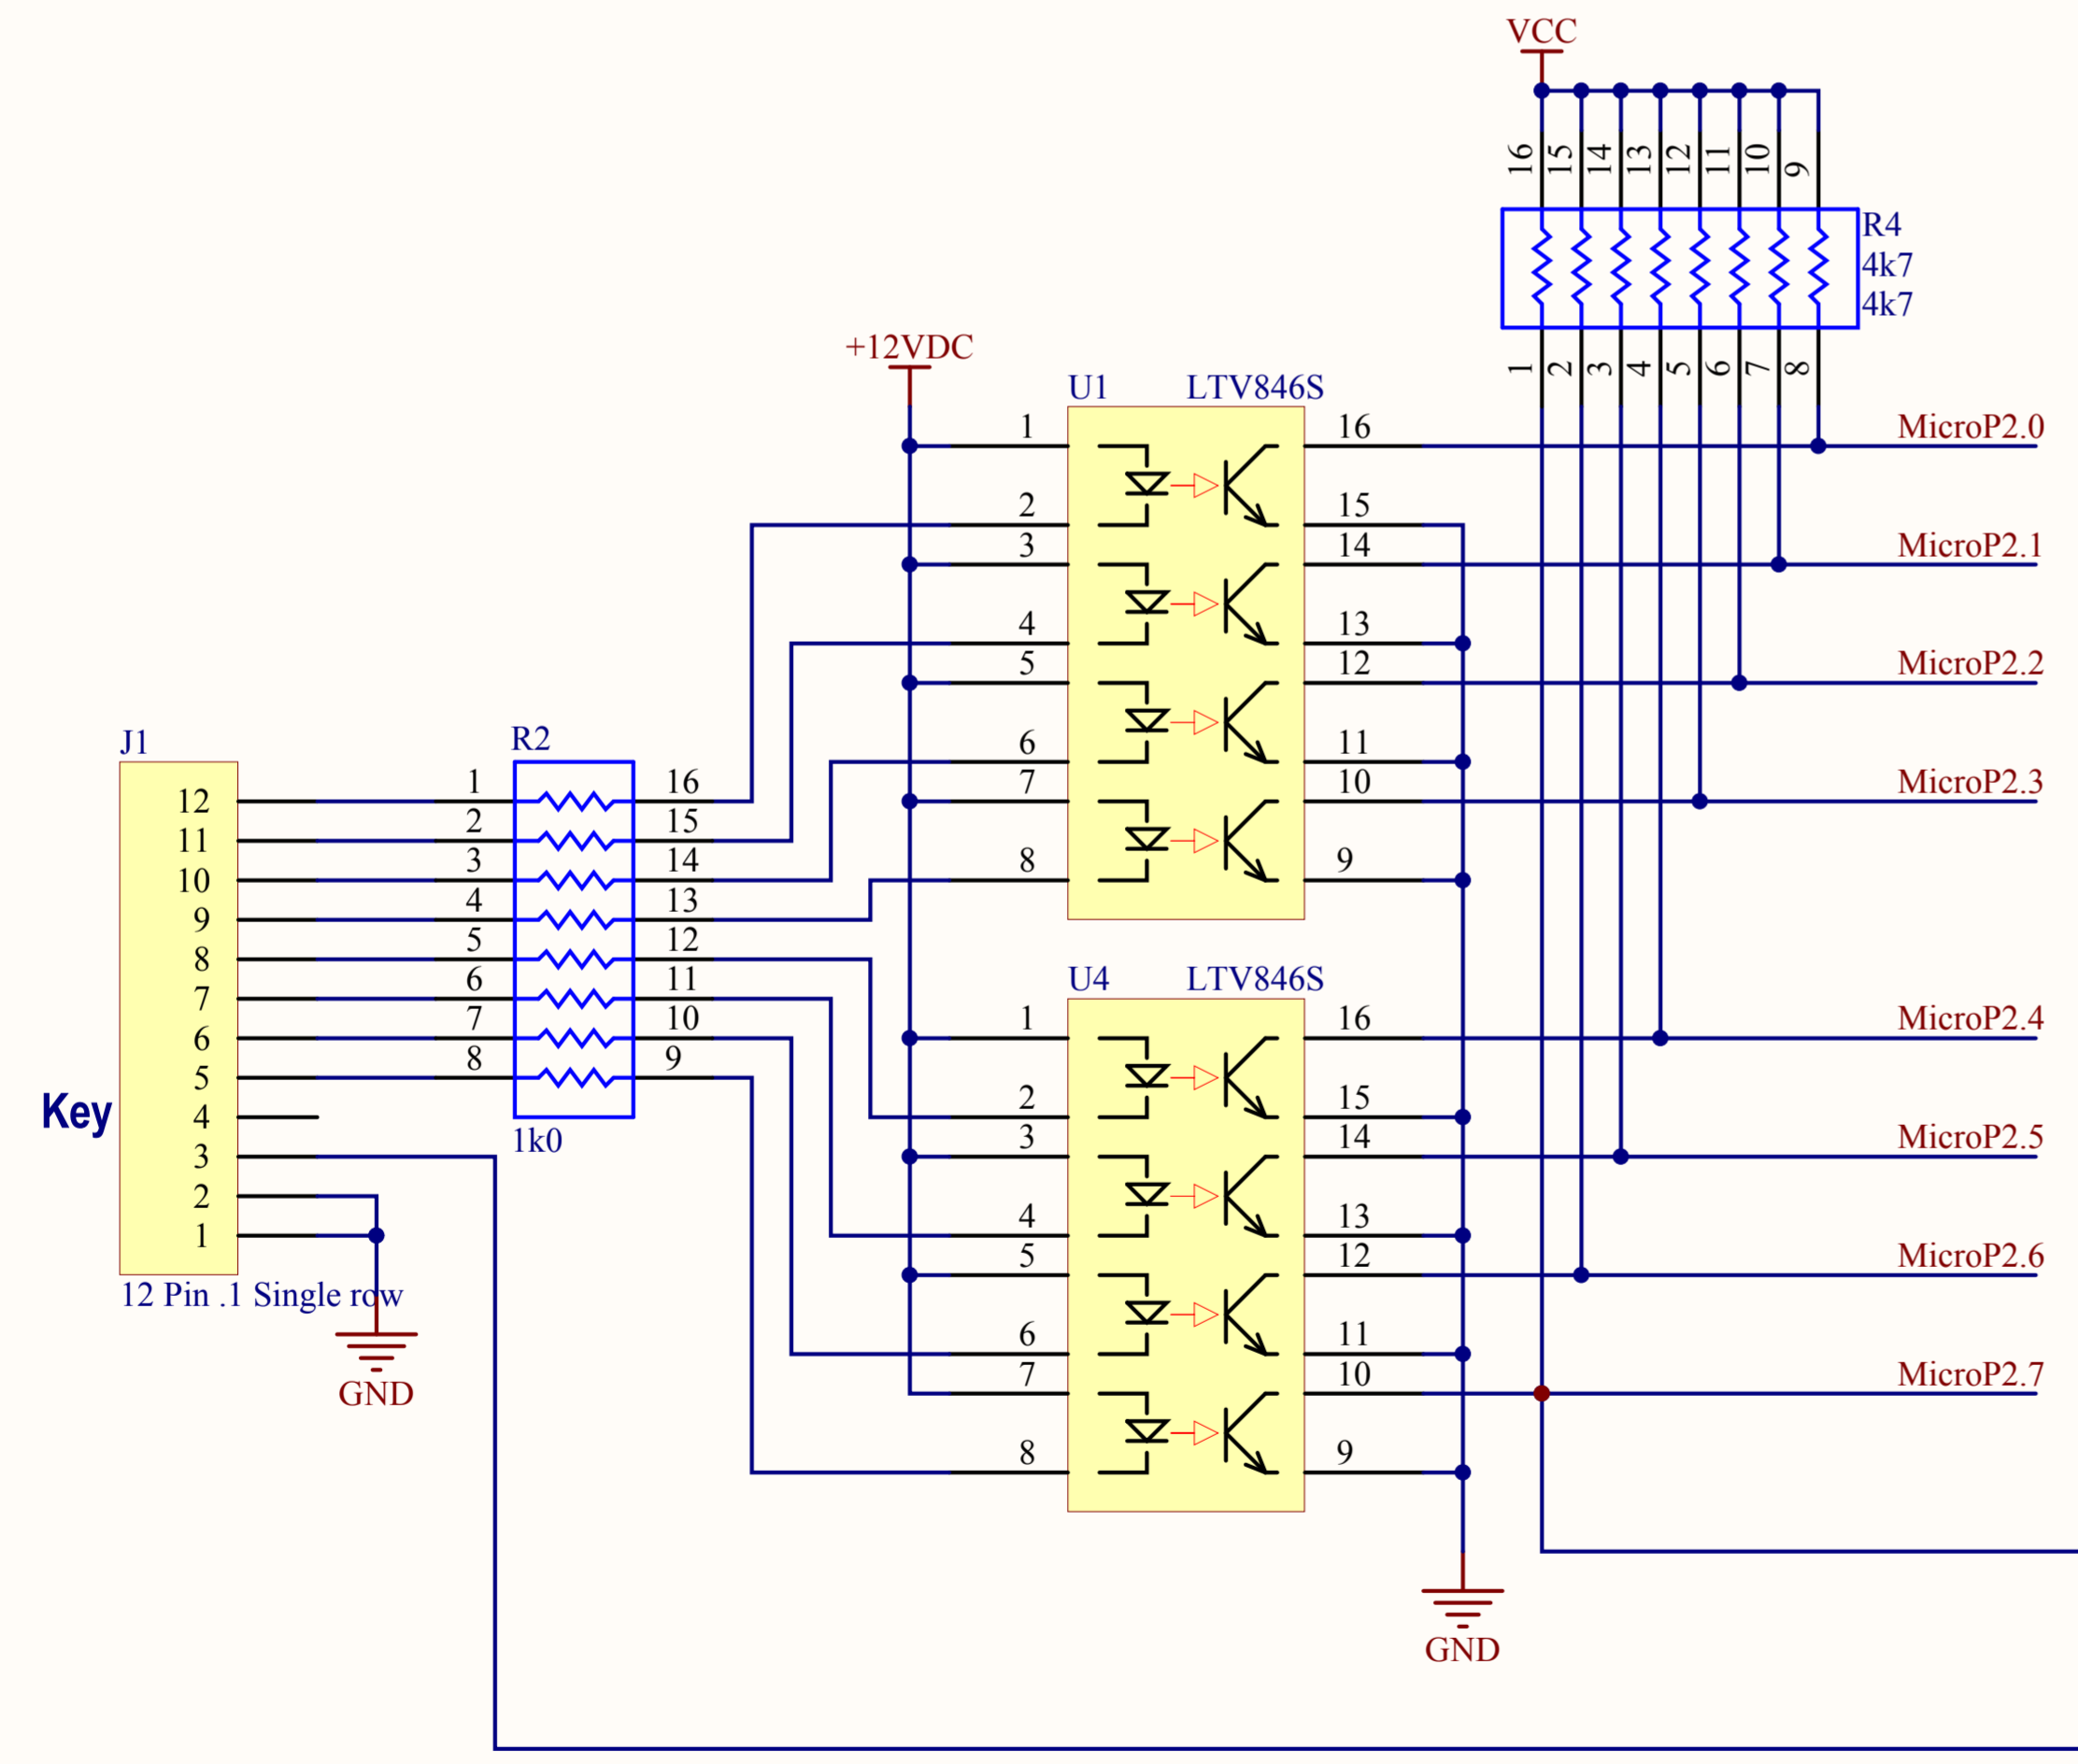 VCC
16 15 14 13 12 11 10 9
R4
4k7
4k7
1 2 3 4 5 6 7 8
+12VDC
U1 LTV846S
1 16 MicroP2.0
2 15
3 14 MicroP2.1
4 13
5 12 MicroP2.2
6 11
7 10 MicroP2.3
8 9
J1
R2
12 1 16
11 2 15
10 3 14
9 4 13
8 5 12
7 6 11
6 7 10
5 8 9
Key 4
3
2
1
1k0
12 Pin .1 Single row
GND
U4 LTV846S
1 16 MicroP2.4
2 15
3 14 MicroP2.5
4 13
5 12 MicroP2.6
6 11
7 10 MicroP2.7
8 9
GND